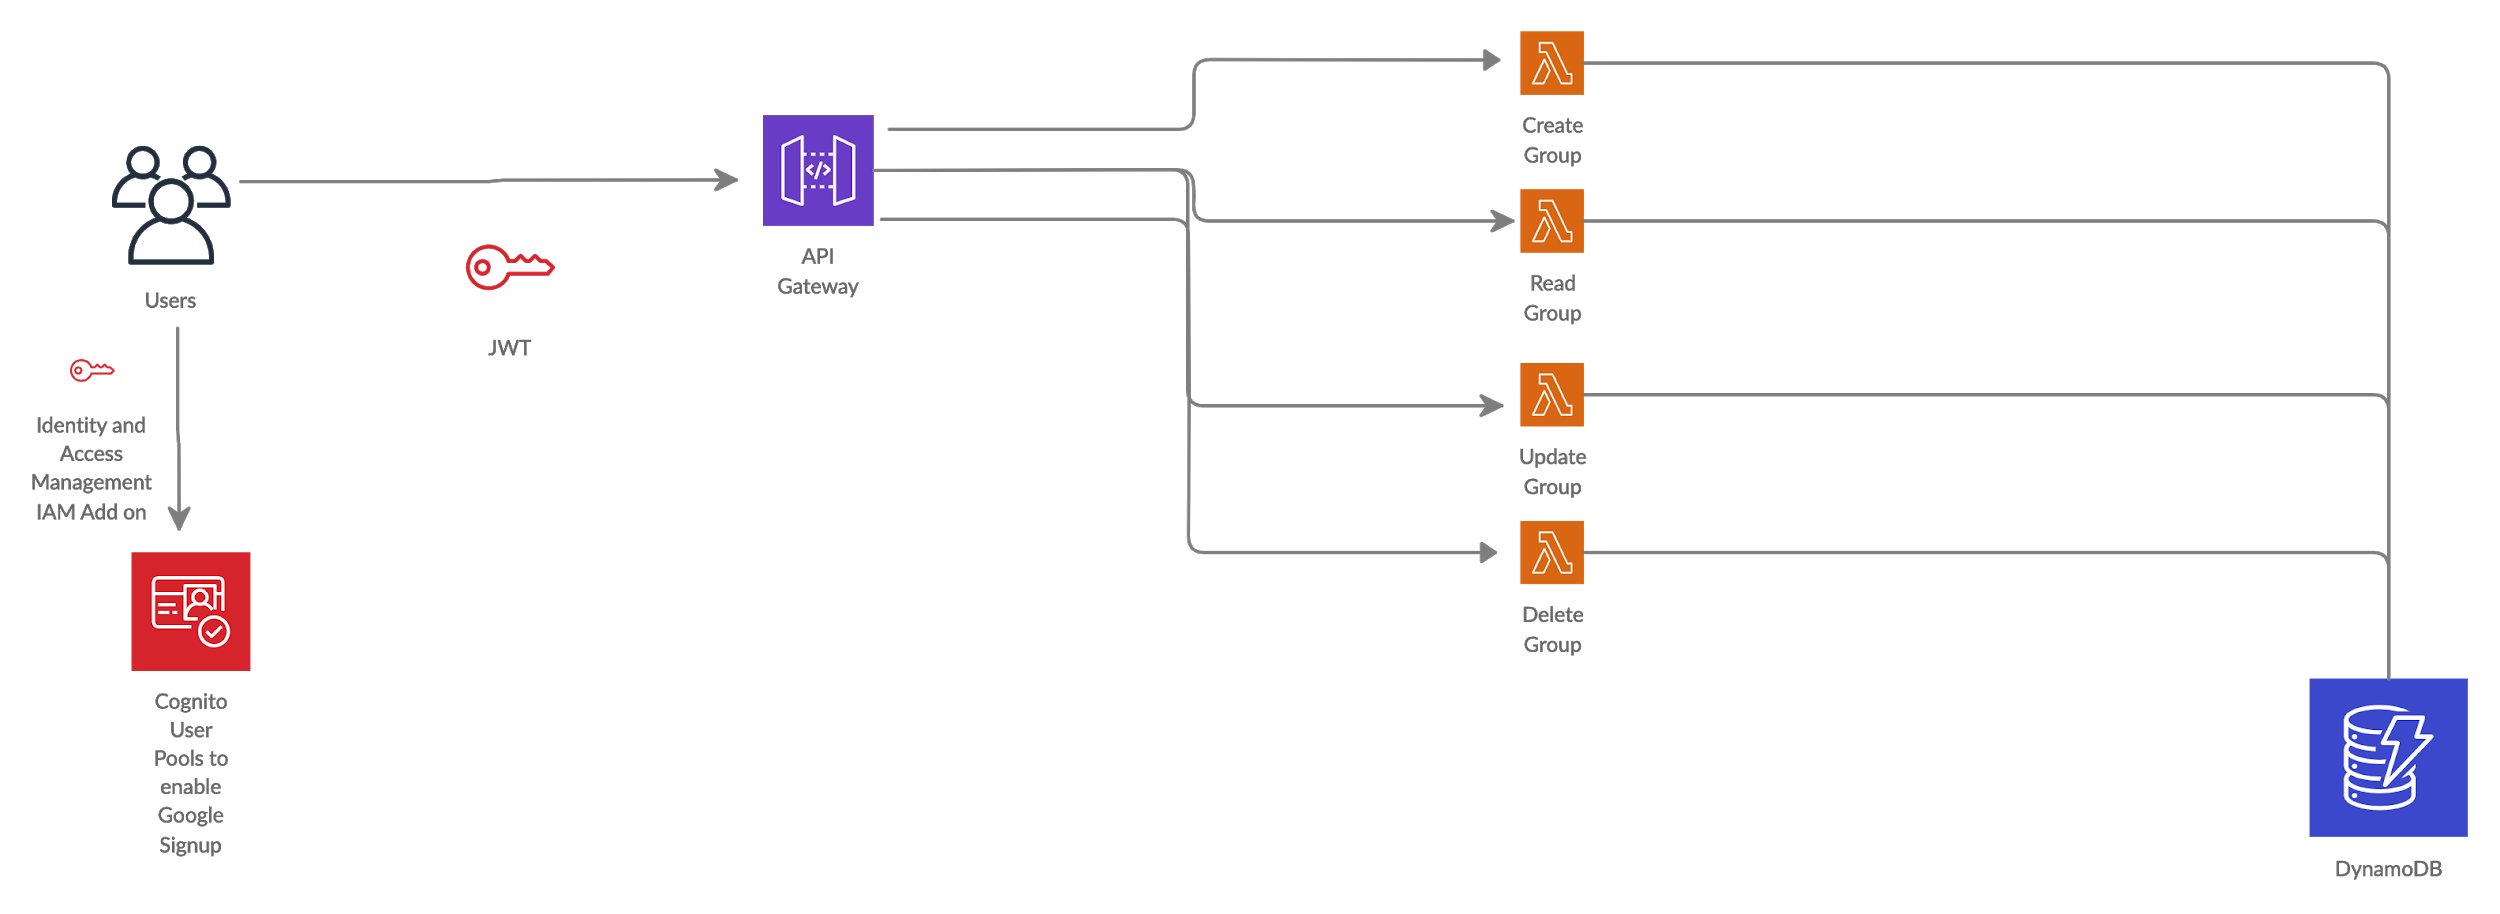 Create
Group
Users
API
Gateway
Read
Group
JWT
Identity and
Access
Management
IAM Add on
Update
Group
Delete
Group
Cognito
User
Pools to
enable
Google
Signup
DynamoDB